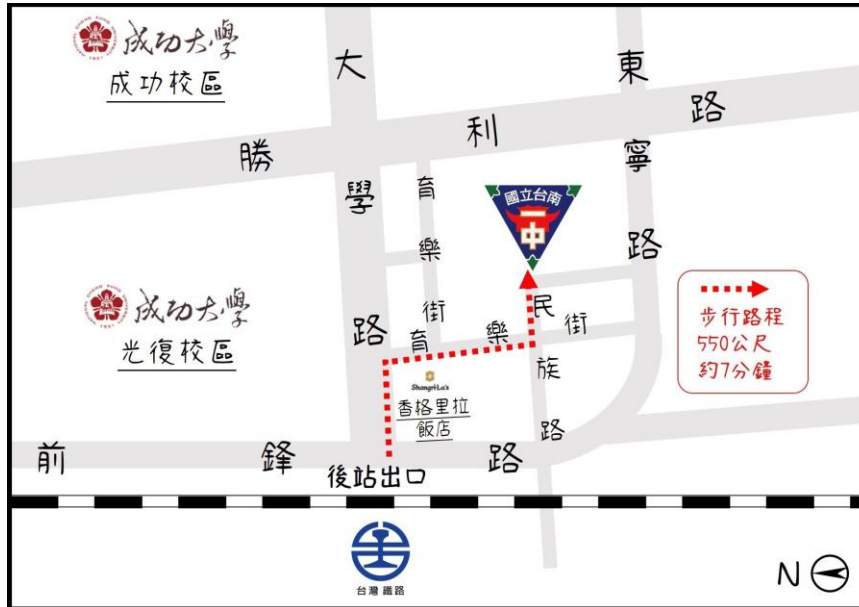 成功大學
成功校區
大學路
東寧路
勝利路
育樂街
國立台南
一中
成功大學
光復校區
育樂街
民族路
步行路程
550公尺
約7分鐘
Shangri-La's
香格里拉
飯店
前鋒路
後站出口
台灣鐵路
N